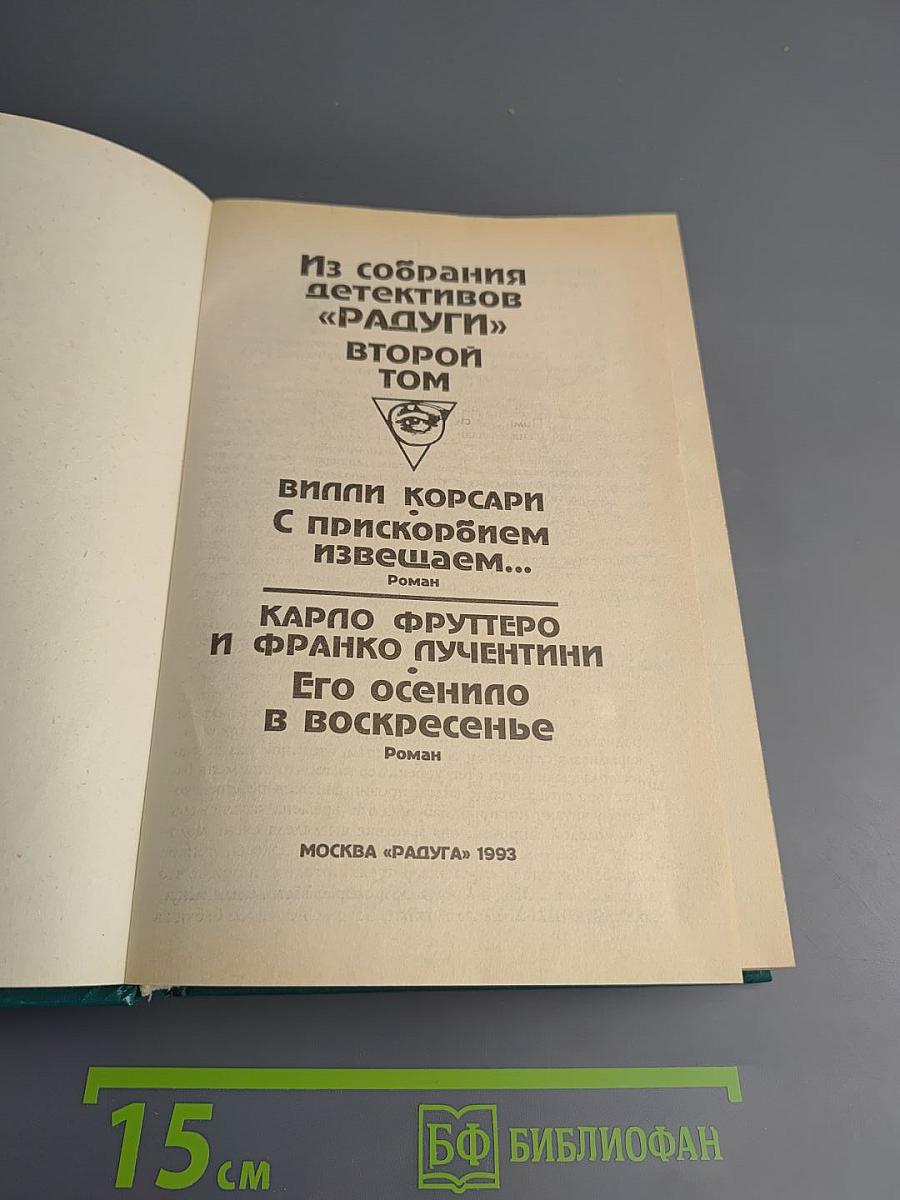 Из собрания
детективов
«РАДУГИ»
ВТОРОЙ
ТОМ
ВИЛЛИ КОРСАРИ
С прискорбием
извещаем...
Роман
КАРЛО ФРУТТЕРО
И ФРАНКО ЛУЧЕНТИНИ
Его осенило
в воскресенье
Роман
МОСКВА «РАДУГА» 1993
15 см
БФ БИБЛИОФАН